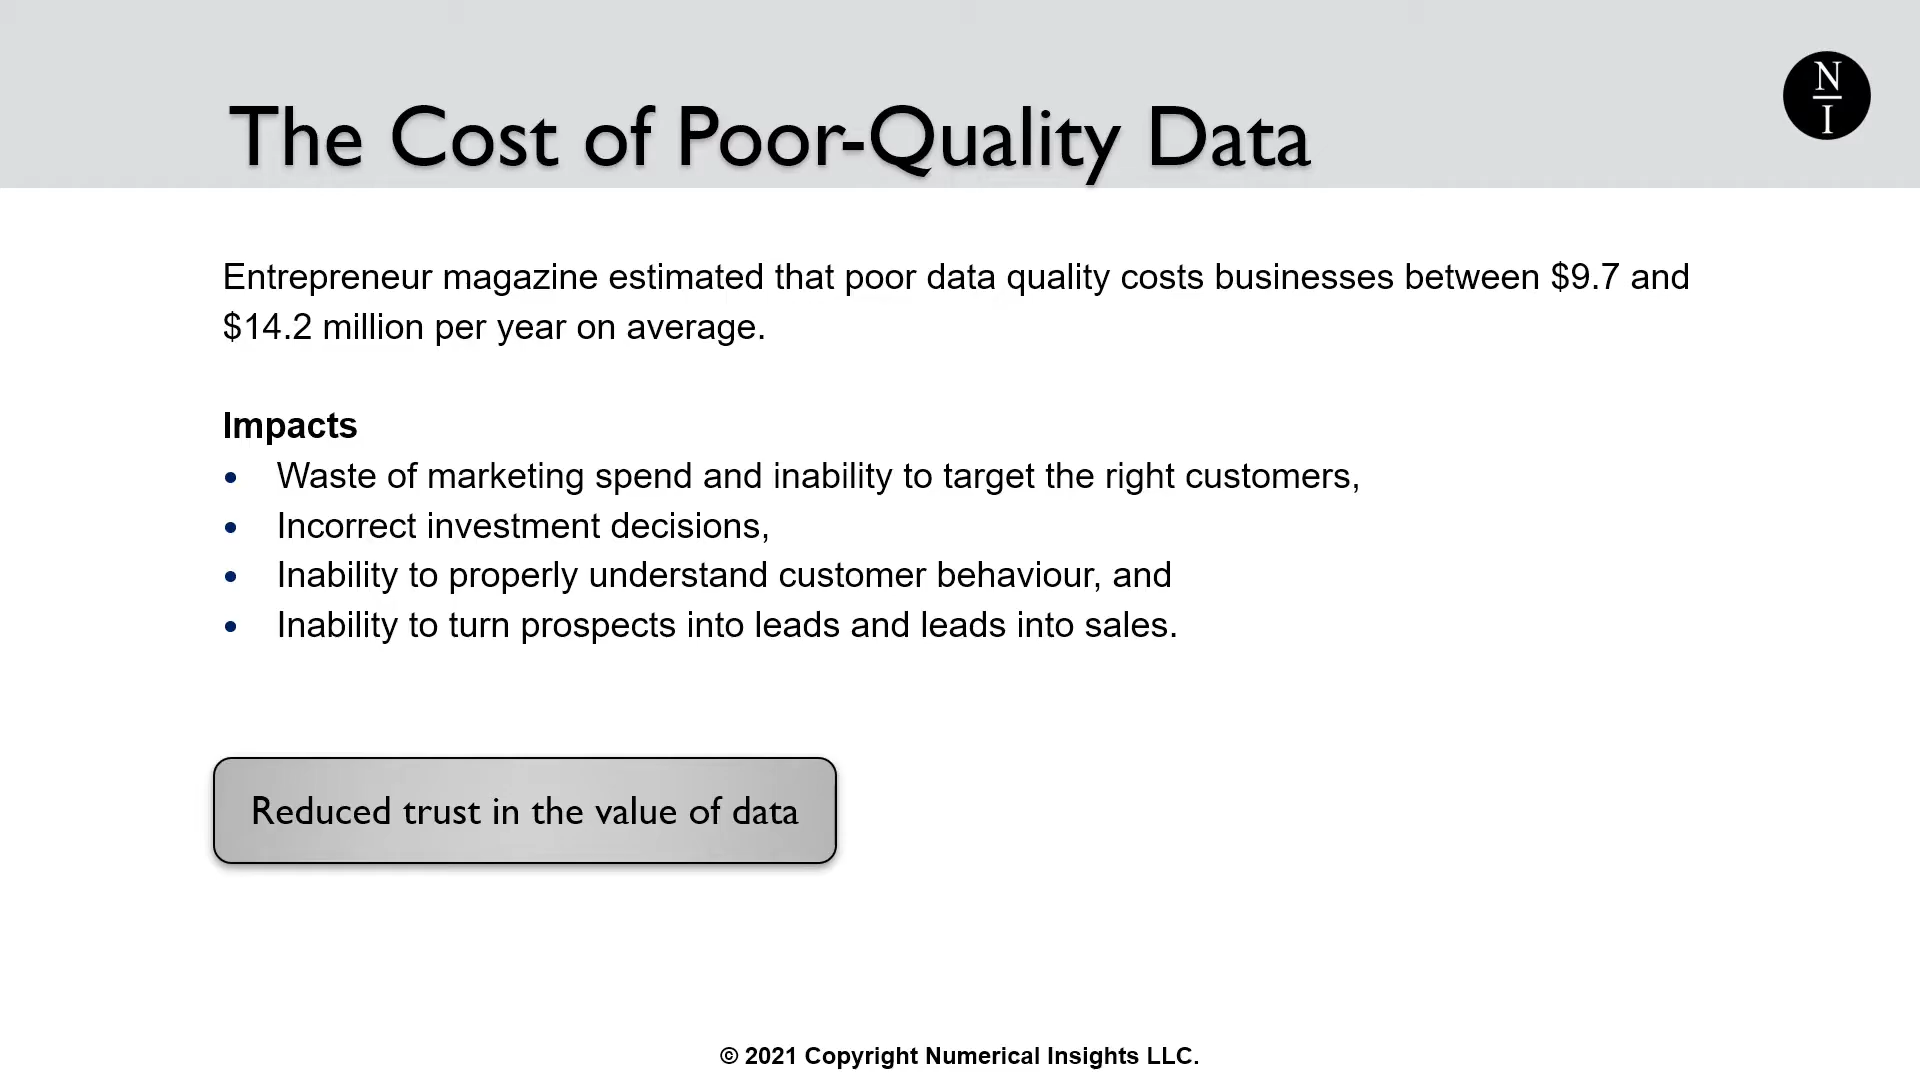 The Cost of Poor-Quality Data
N
I
Entrepreneur magazine estimated that poor data quality costs businesses between $9.7 and
$14.2 million per year on average.
Impacts
• Waste of marketing spend and inability to target the right customers,
• Incorrect investment decisions,
• Inability to properly understand customer behaviour, and
• Inability to turn prospects into leads and leads into sales.
Reduced trust in the value of data
© 2021 Copyright Numerical Insights LLC.